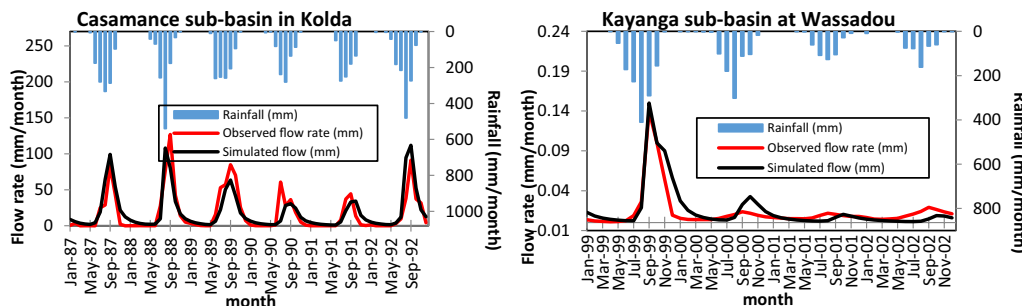 Casamance sub-basin in Kolda
Flow rate (mm/month)
250
200
150
100
50
0
0
200
400
600
800
1000
Rainfall (mm/month)
Rainfall (mm)
Observed flow rate (mm)
Simulated flow (mm)
Jan-87
May-87
Sep-87
Jan-88
May-88
Sep-88
Jan-89
May-89
Sep-89
Jan-90
May-90
Sep-90
Jan-91
May-91
Sep-91
Jan-92
May-92
Sep-92
month
Kayanga sub-basin at Wassadou
Flow rate (mm/month)
0.24
0.19
0.14
0.09
0.04
-0.01
0
200
400
600
800
Rainfall (mm/month)
Rainfall (mm)
Observed flow rate (mm)
Simulated flow (mm)
Jan-99
Mar-99
May-99
Jul-99
Sep-99
Nov-99
Jan-00
Mar-00
May-00
Jul-00
Sep-00
Nov-00
Jan-01
Mar-01
May-01
Jul-01
Sep-01
Nov-01
Jan-02
Mar-02
May-02
Jul-02
Sep-02
Nov-02
month